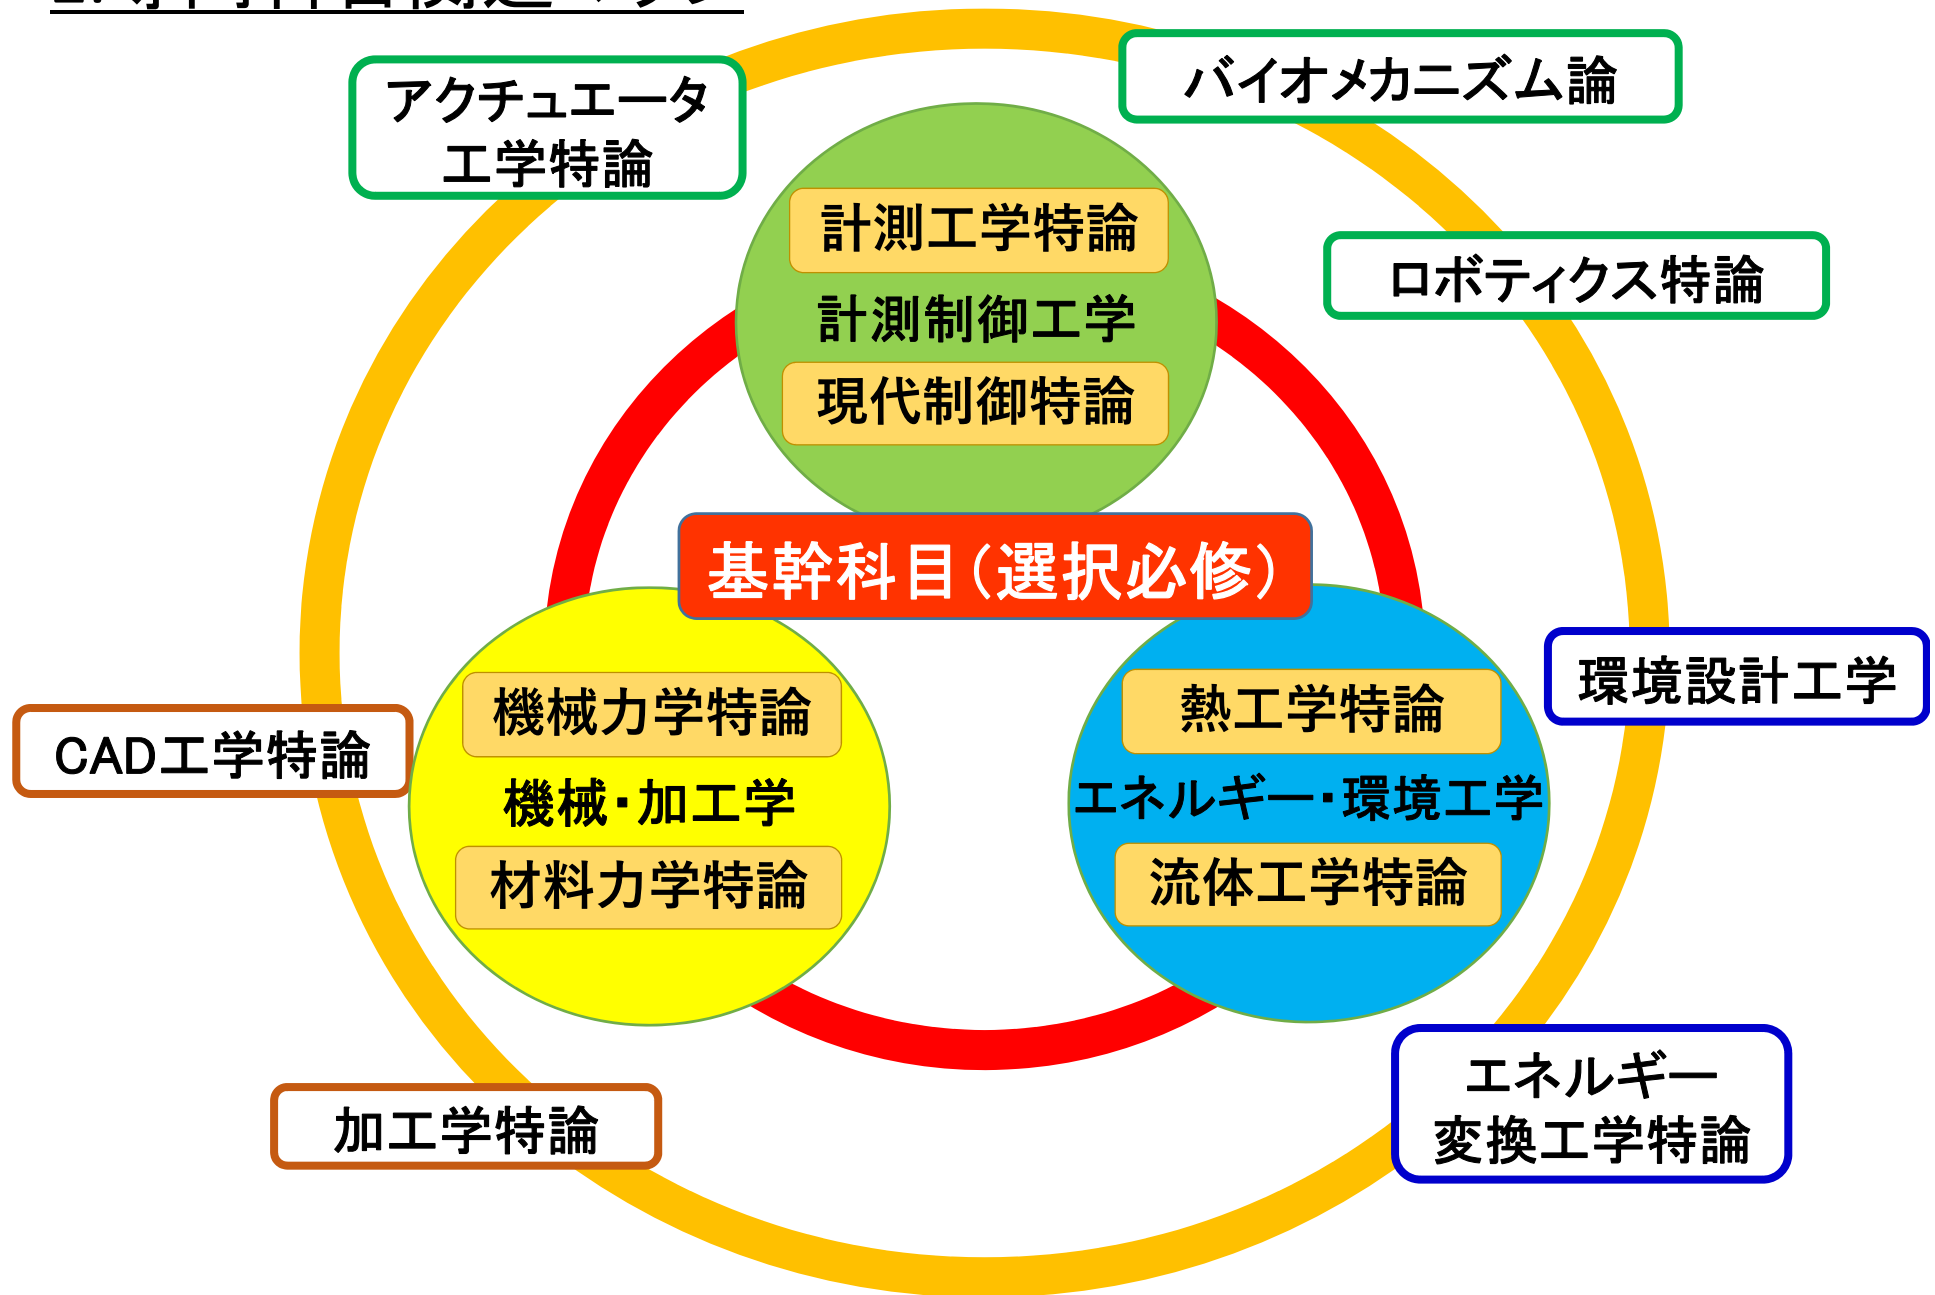 アクチュエータ
工学特論
バイオメカニズム論
計測工学特論
ロボティクス特論
計測制御工学
現代制御特論
基幹科目（選択必修）
機械力学特論
熱工学特論
環境設計工学
CAD工学特論
機械・加工学
エネルギー・環境工学
材料力学特論
流体工学特論
加工学特論
エネルギー
変換工学特論